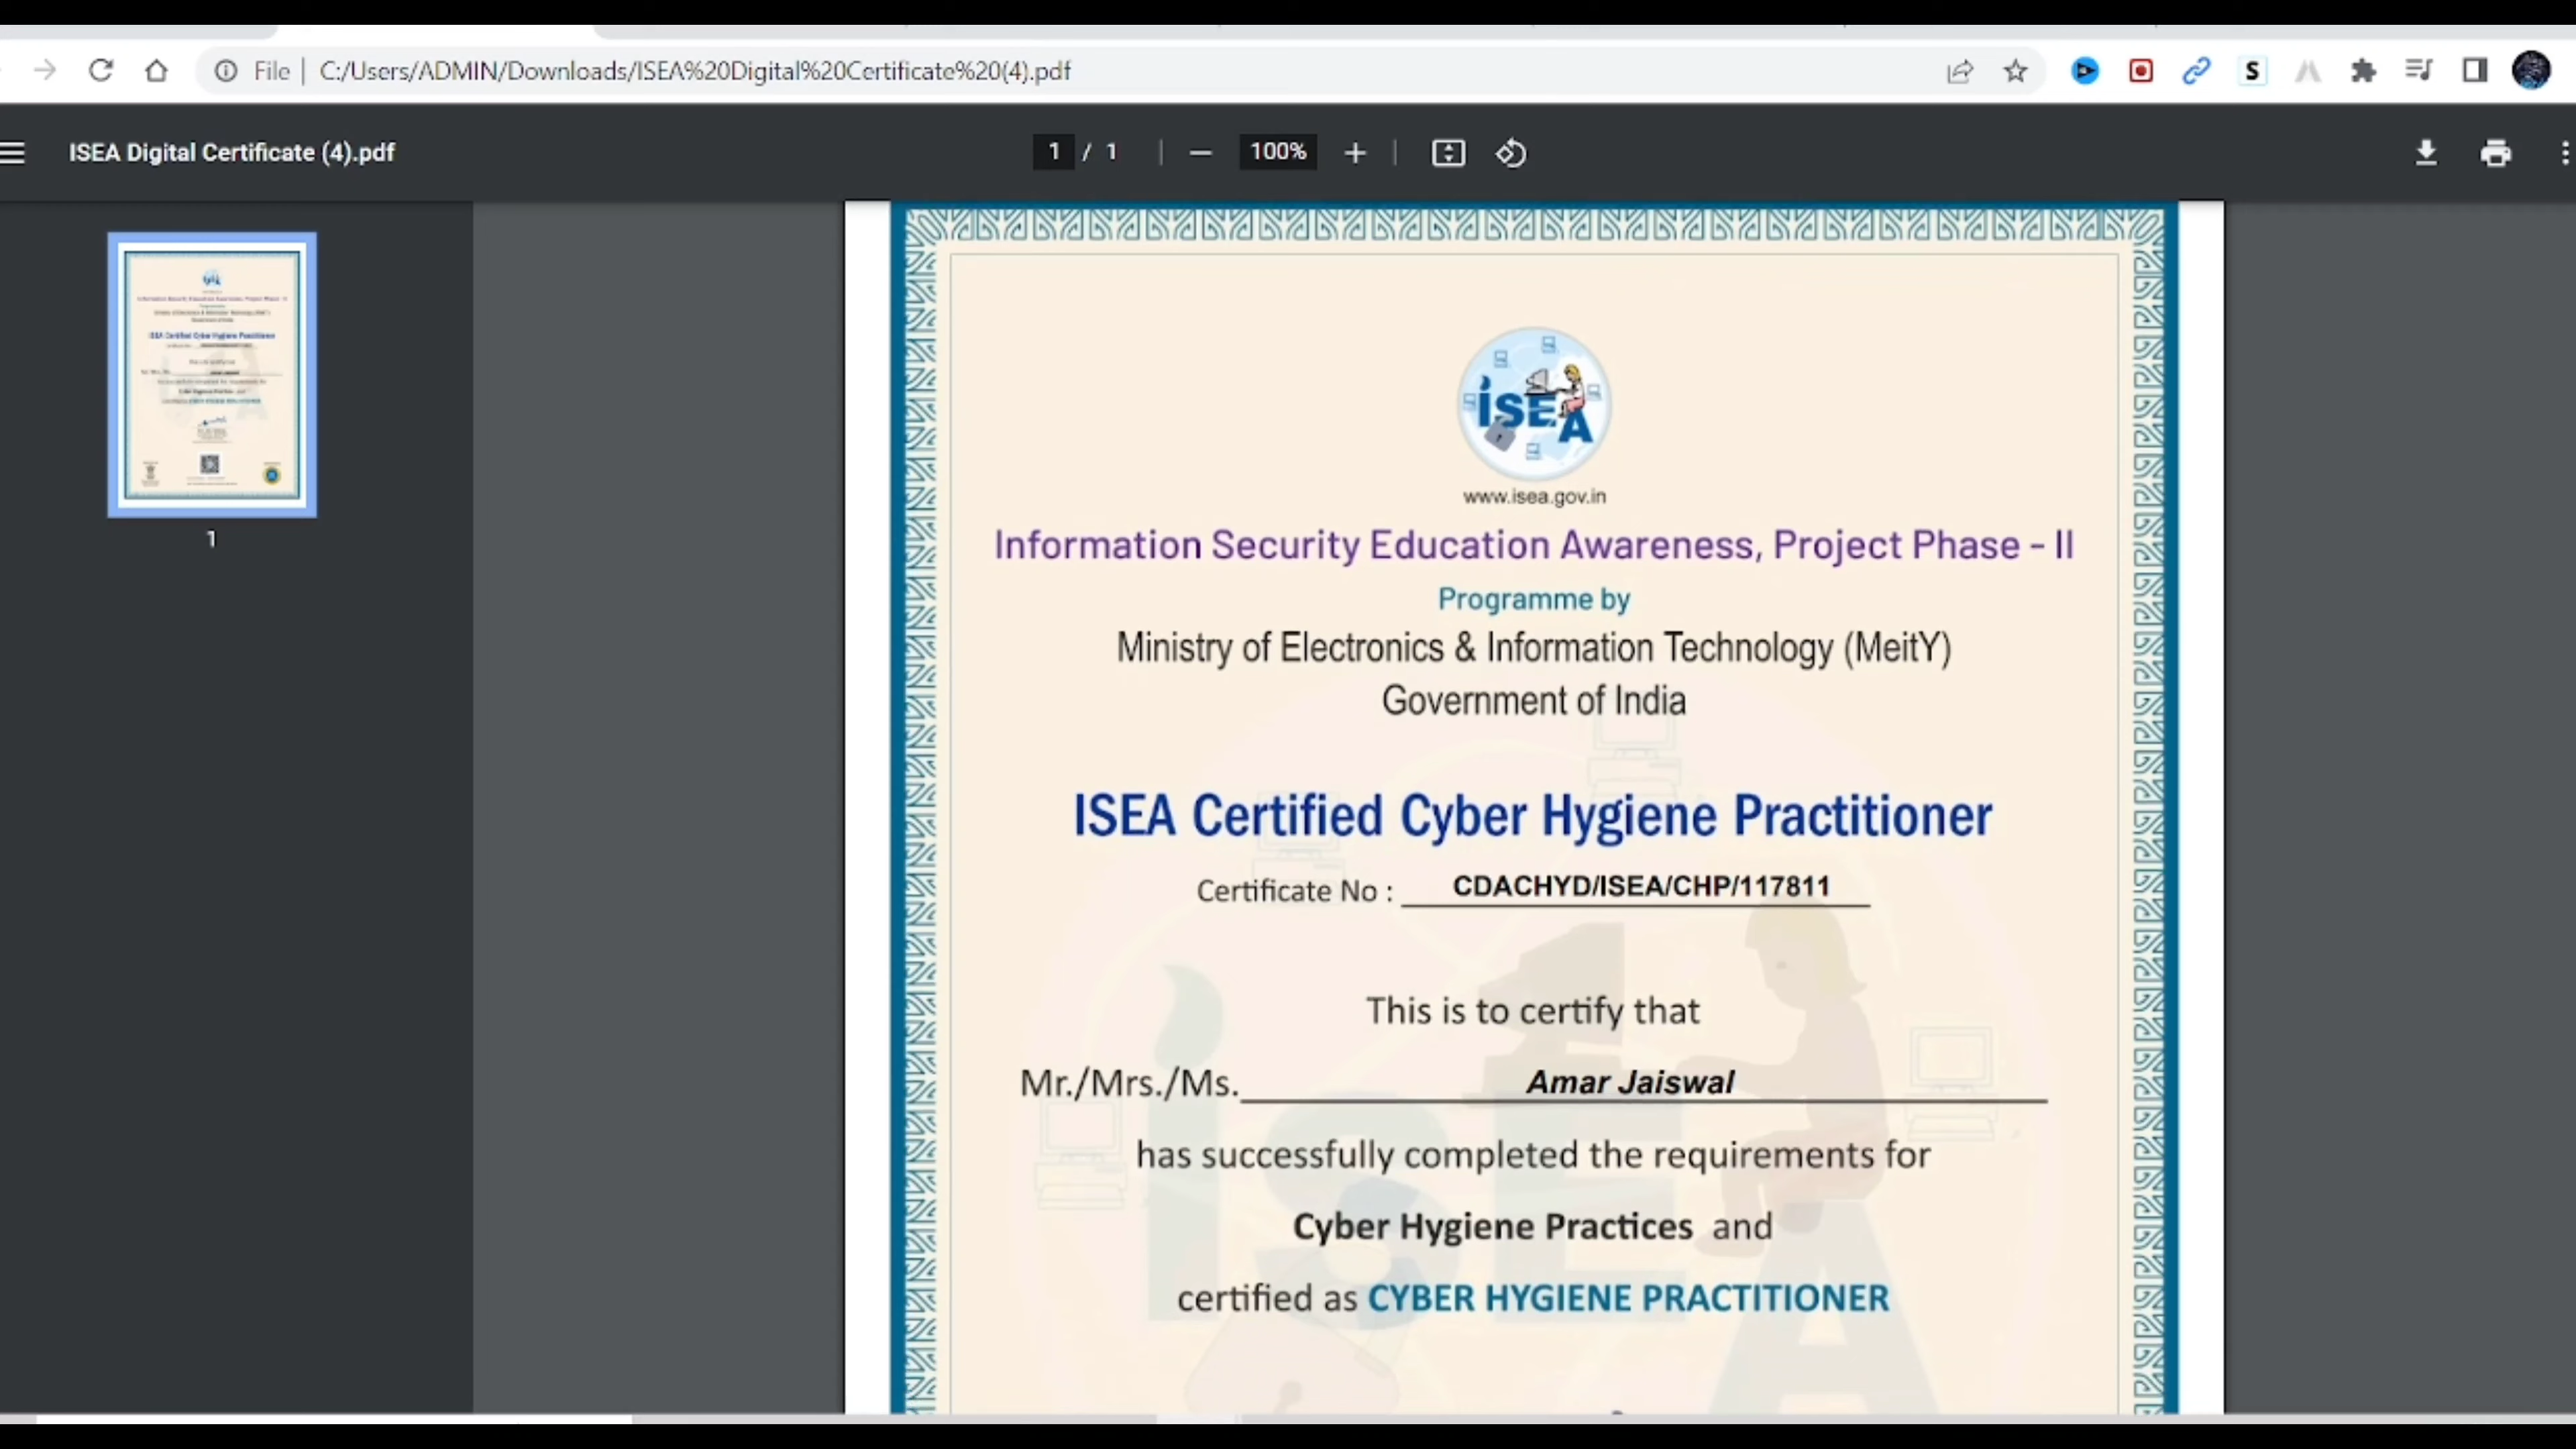 File | C:/Users/ADMIN/Downloads/ISEA%20Digital%20Certificate%20(4).pdf
S
ISEA Digital Certificate (4).pdf
1 / 1
100%
1
iSEA
www.isea.gov.in
Information Security Education Awareness, Project Phase - II
Programme by
Ministry of Electronics & Information Technology (MeitY)
Government of India
ISEA Certified Cyber Hygiene Practitioner
Certificate No : CDACHYD/ISEA/CHP/117811
This is to certify that
Mr./Mrs./Ms. Amar Jaiswal
has successfully completed the requirements for
Cyber Hygiene Practices and
certified as CYBER HYGIENE PRACTITIONER